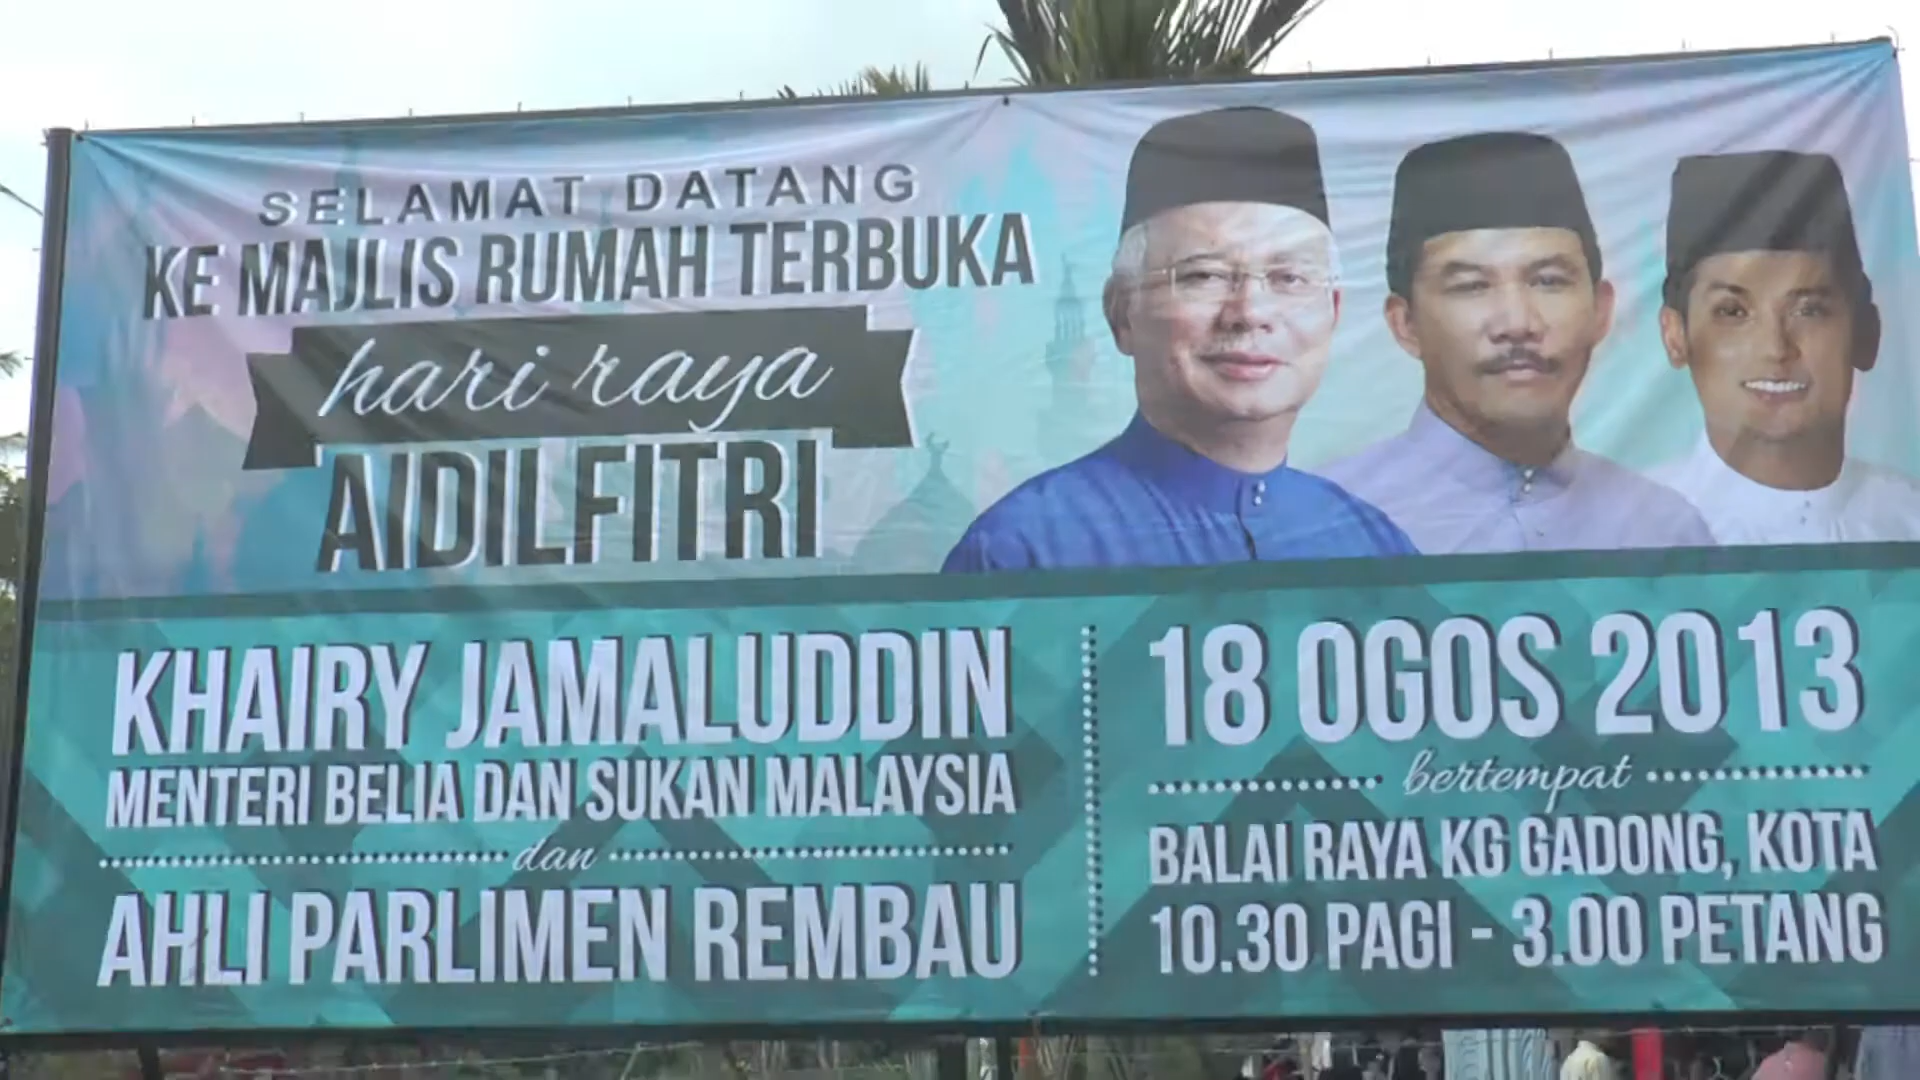 SELAMAT DATANG
KE MAJLIS RUMAH TERBUKA
hari raya
AIDILFITRI
KHAIRY JAMALUDDIN
MENTERI BELIA DAN SUKAN MALAYSIA
dan
AHLI PARLIMEN REMBAU
18 OGOS 2013
bertempat
BALAI RAYA KG GADONG, KOTA
10.30 PAGI - 3.00 PETANG